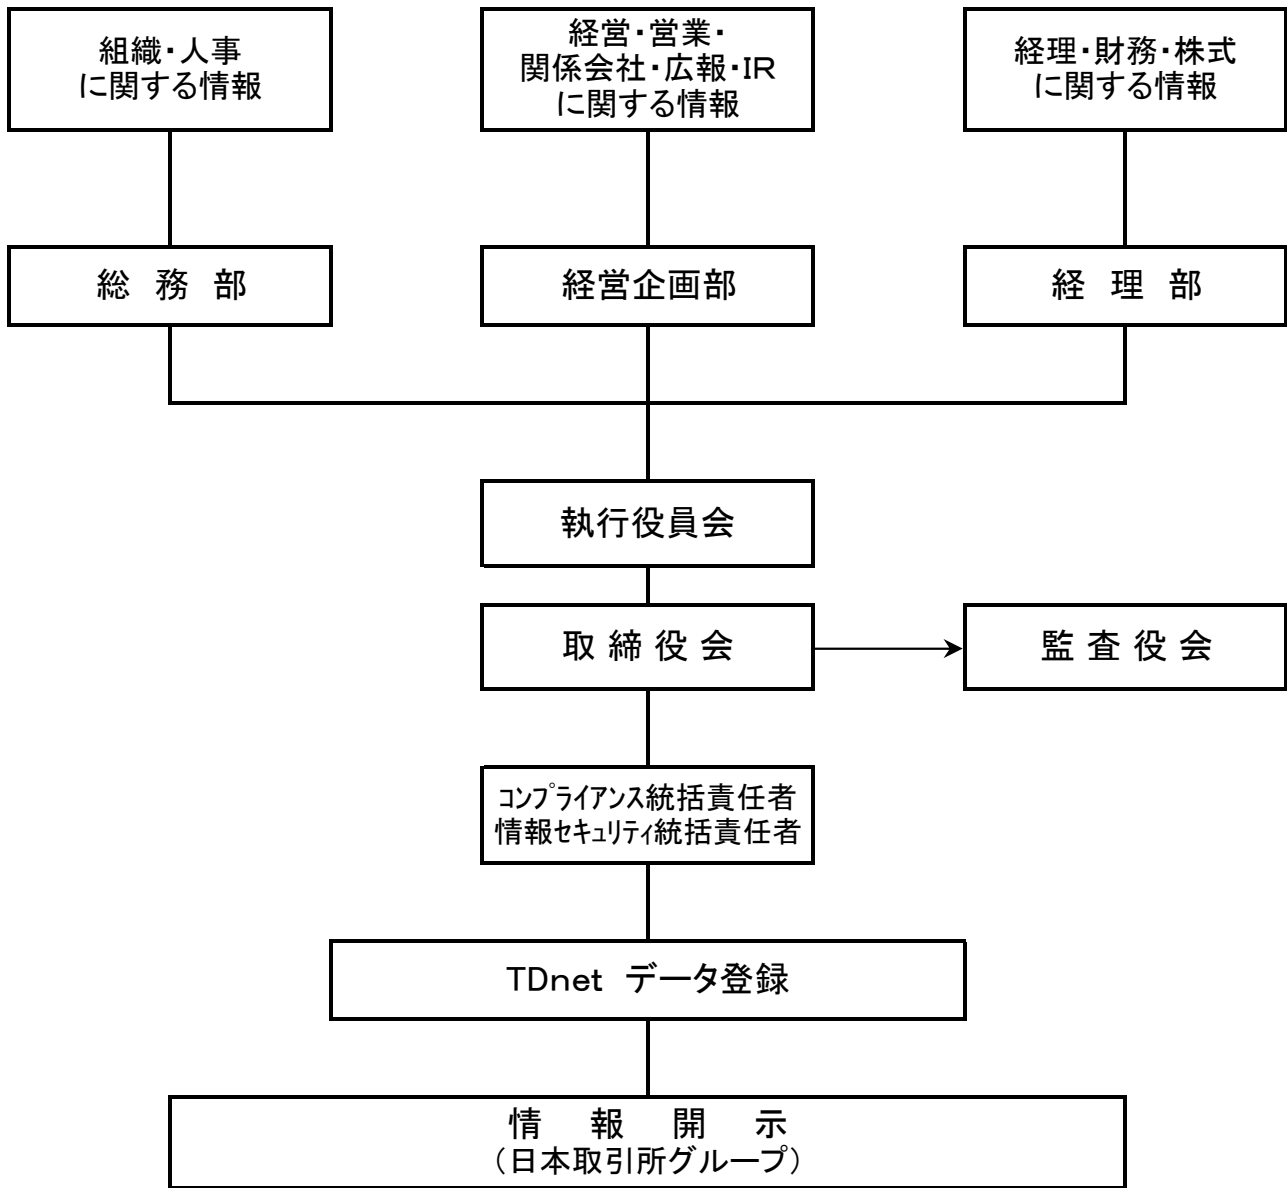 組織・人事
に関する情報
経営・営業・
関係会社・広報・IR
に関する情報
経理・財務・株式
に関する情報
総 務 部
経営企画部
経 理 部
執行役員会
取 締 役 会
監 査 役 会
コンプライアンス統括責任者
情報セキュリティ統括責任者
TDnet データ登録
情 報 開 示
(日本取引所グループ)